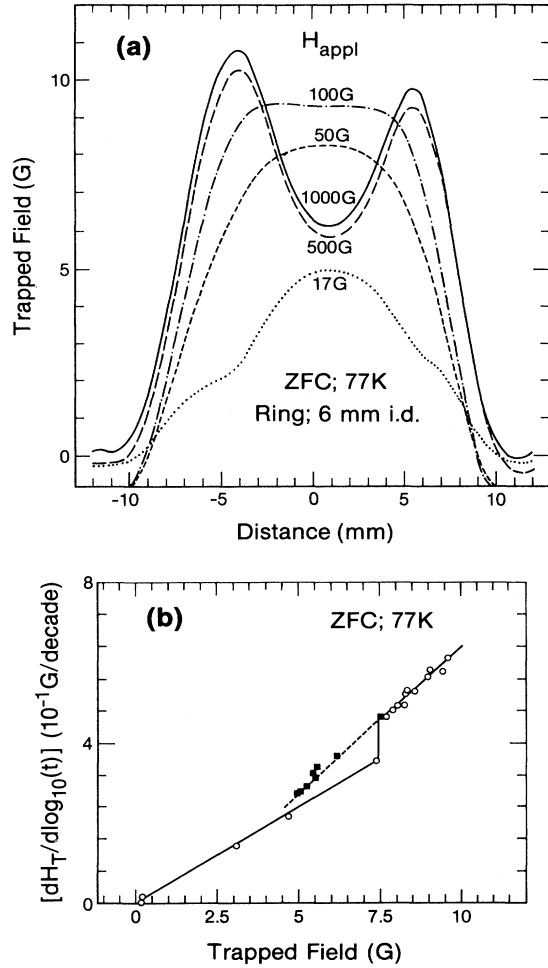 (a)
H_appl
100G
50G
1000G
500G
17G
ZFC; 77K
Ring; 6 mm i.d.
10
5
0
Trapped Field (G)
-10
-5
0
5
10
Distance (mm)
(b)
ZFC; 77K
8
4
0
[dH_T/dlog_10(t)] (10^-1 G/decade)
0
2.5
5
7.5
10
Trapped Field (G)